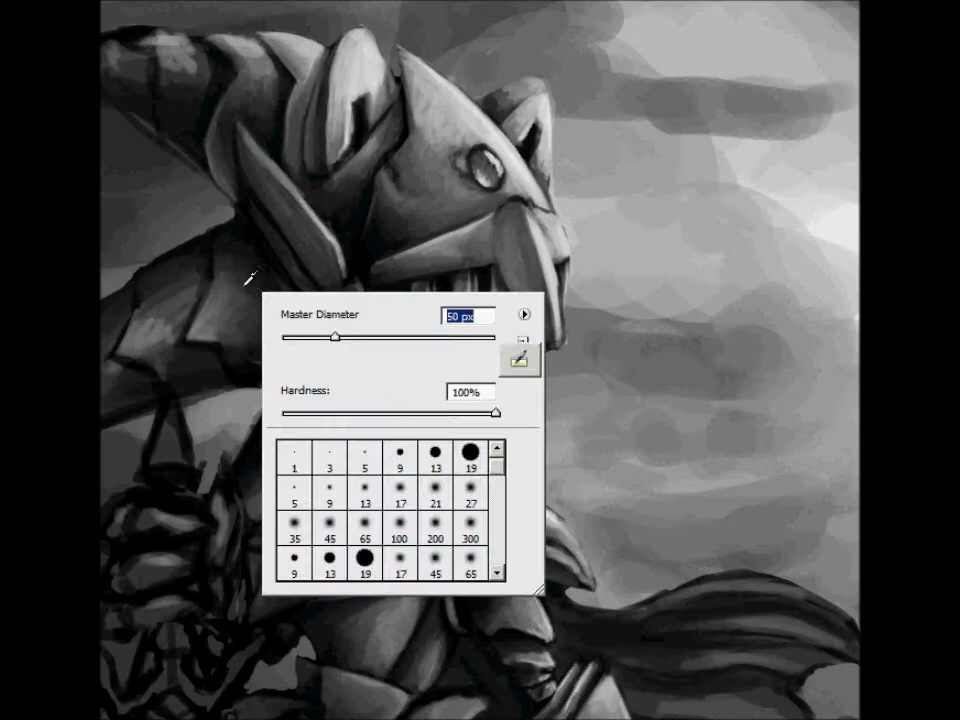 Master Diameter 50 px
Hardness: 100%
1 3 5 9 13 19
5 9 13 17 21 27
35 45 65 100 200 300
9 13 19 17 45 65